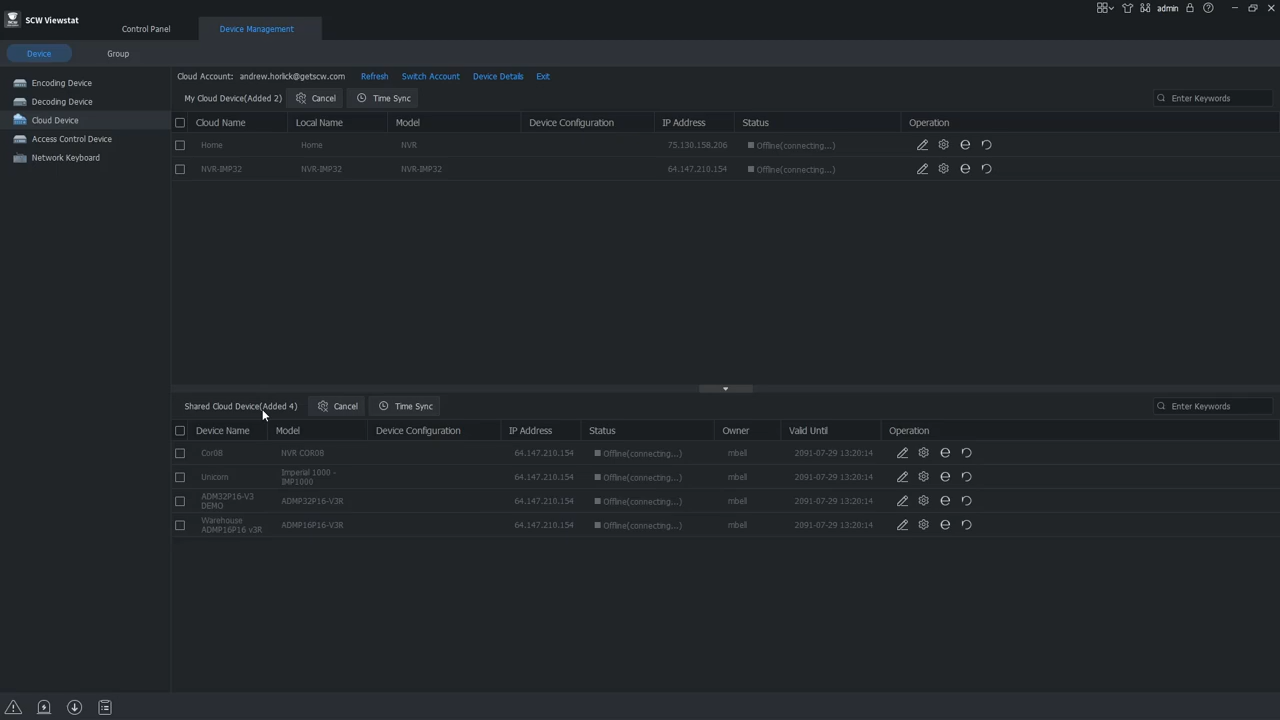 SCW Viewstat
Control Panel
Device Management
admin
Device
Group
Encoding Device
Decoding Device
Cloud Device
Access Control Device
Network Keyboard
Cloud Account: andrew.horlick@getscw.com Refresh Switch Account Device Details Exit
My Cloud Device(Added 2) Cancel Time Sync Enter Keywords
Cloud Name Local Name Model Device Configuration IP Address Status Operation
Home Home NVR 75.130.158.206 Offline(connecting...)
NVR-IMP32 NVR-IMP32 NVR-IMP32 64.147.210.154 Offline(connecting...)
Shared Cloud Device(Added 4) Cancel Time Sync Enter Keywords
Device Name Model Device Configuration IP Address Status Owner Valid Until Operation
Cor08 NVR COR08 64.147.210.154 Offline(connecting...) mbell 2091-07-29 13:20:14
Unicorn Imperial 1000 - IMP1000 64.147.210.154 Offline(connecting...) mbell 2091-07-29 13:20:14
ADM32P16-V3 DEMO ADMP32P16-V3R 64.147.210.154 Offline(connecting...) mbell 2091-07-29 13:20:14
Warehouse ADMP16P16 v3R ADMP16P16-V3R 64.147.210.154 Offline(connecting...) mbell 2091-07-29 13:20:14